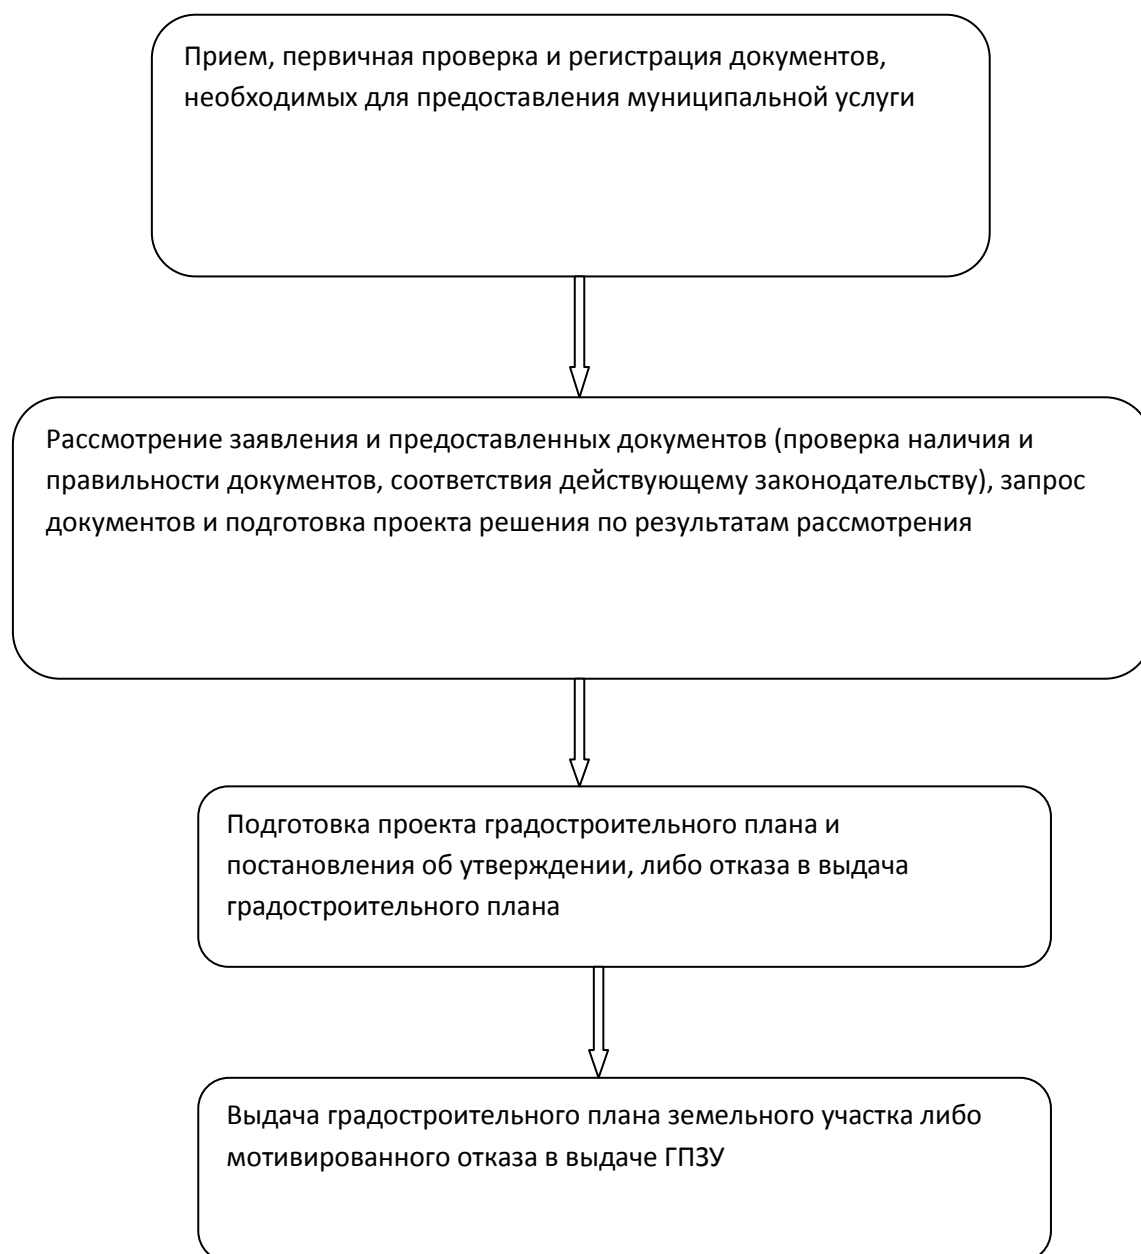 Прием, первичная проверка и регистрация документов,
необходимых для предоставления муниципальной услуги
Рассмотрение заявления и предоставленных документов (проверка наличия и
правильности документов, соответствия действующему законодательству), запрос
документов и подготовка проекта решения по результатам рассмотрения
Подготовка проекта градостроительного плана и
постановления об утверждении, либо отказа в выдача
градостроительного плана
Выдача градостроительного плана земельного участка либо
мотивированного отказа в выдаче ГПЗУ